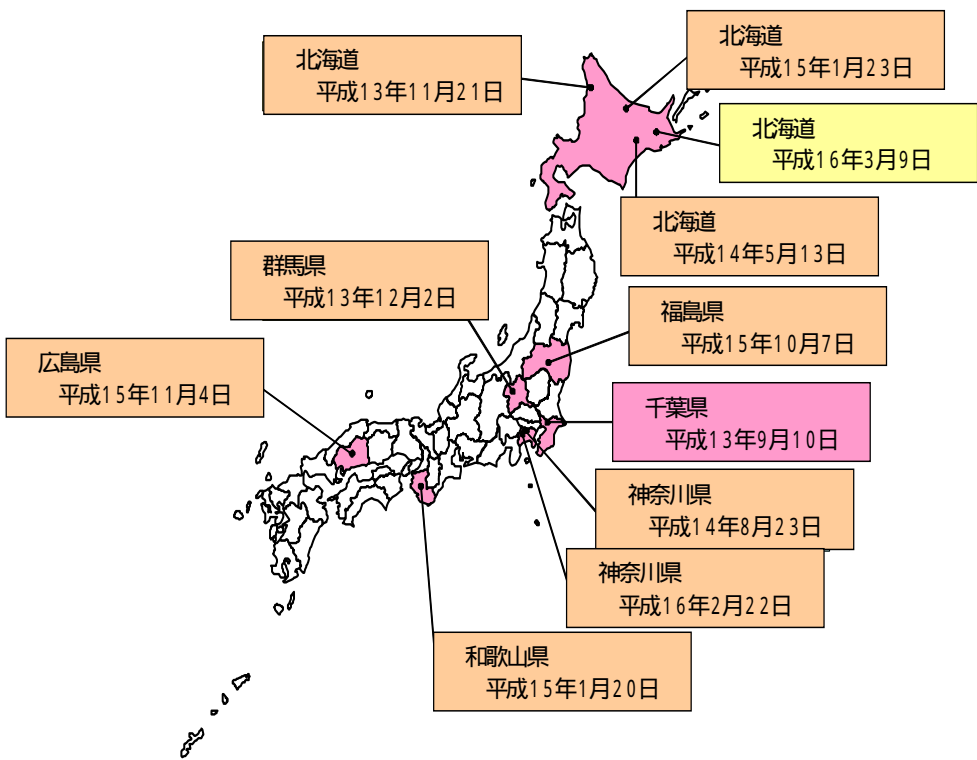 北海道
平成15年1月23日
北海道
平成13年11月21日
北海道
平成16年3月9日
北海道
平成14年5月13日
群馬県
平成13年12月2日
福島県
平成15年10月7日
広島県
平成15年11月4日
千葉県
平成13年9月10日
神奈川県
平成14年8月23日
神奈川県
平成16年2月22日
和歌山県
平成15年1月20日